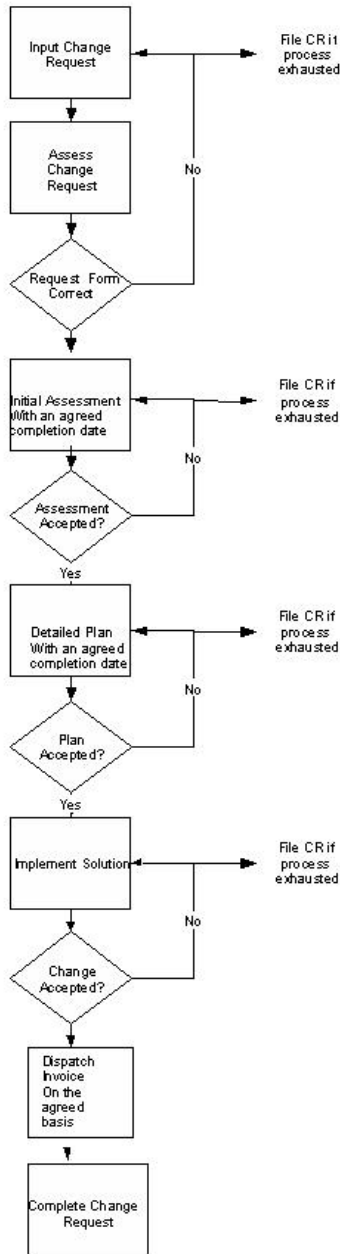 Input Change
Request
File CR it
process
exhausted
Assess
Change
Request
No
Request Form
Correct
Initial Assessment
With an agreed
completion date
File CR if
process
exhausted
No
Assessment
Accepted?
Yes
Detailed Plan
With an agreed
completion date
File CR if
process
exhausted
No
Plan
Accepted?
Yes
Implement Solution
File CR if
process
exhausted
No
Change
Accepted?
Dispatch
Invoice
On the
agreed
basis
Complete Change
Request